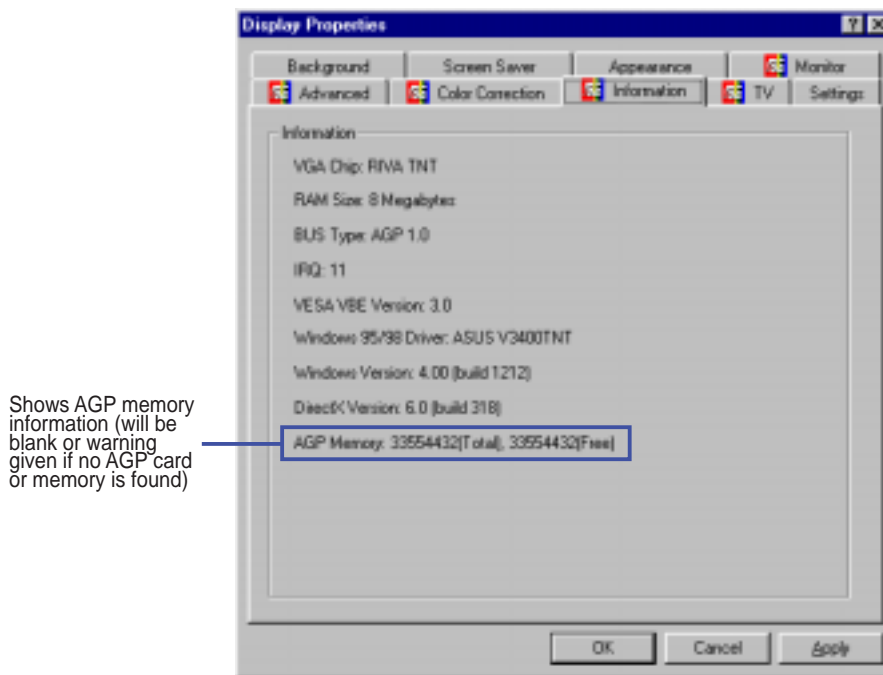 Display Properties
Background Screen Saver Appearance Monitor
Advanced Color Correction Information TV Settings
Information
VGA Chip: RIVA TNT
RAM Size: 8 Megabytes
BUS Type: AGP 1.0
IRQ: 11
VESA VBE Version: 3.0
Windows 95/98 Driver: ASUS V3400TNT
Windows Version: 4.00 (build 1212)
DirectX Version: 6.0 (build 318)
AGP Memory: 33554432(Total), 33554432(Free)
Shows AGP memory
information (will be
blank or warning
given if no AGP card
or memory is found)
OK Cancel Apply